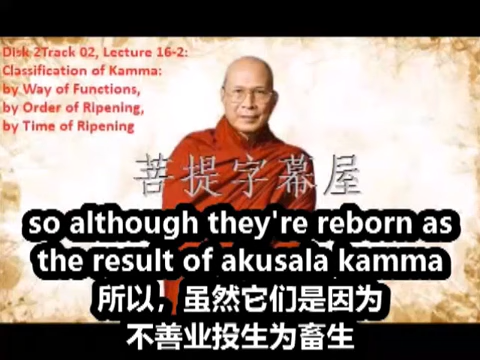 Disk 2Track 02, Lecture 16-2:
Classification of Kamma:
by Way of Functions,
by Order of Ripening,
by Time of Ripening
菩提字幕屋
so although they're reborn as
the result of akusala kamma
所以，虽然它们是因为
不善业投生为畜生